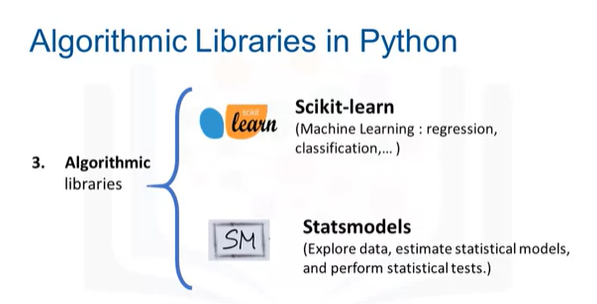 Algorithmic Libraries in Python
3. Algorithmic
libraries
scikit
learn
Scikit-learn
(Machine Learning : regression,
classification,... )
SM
Statsmodels
(Explore data, estimate statistical models,
and perform statistical tests.)